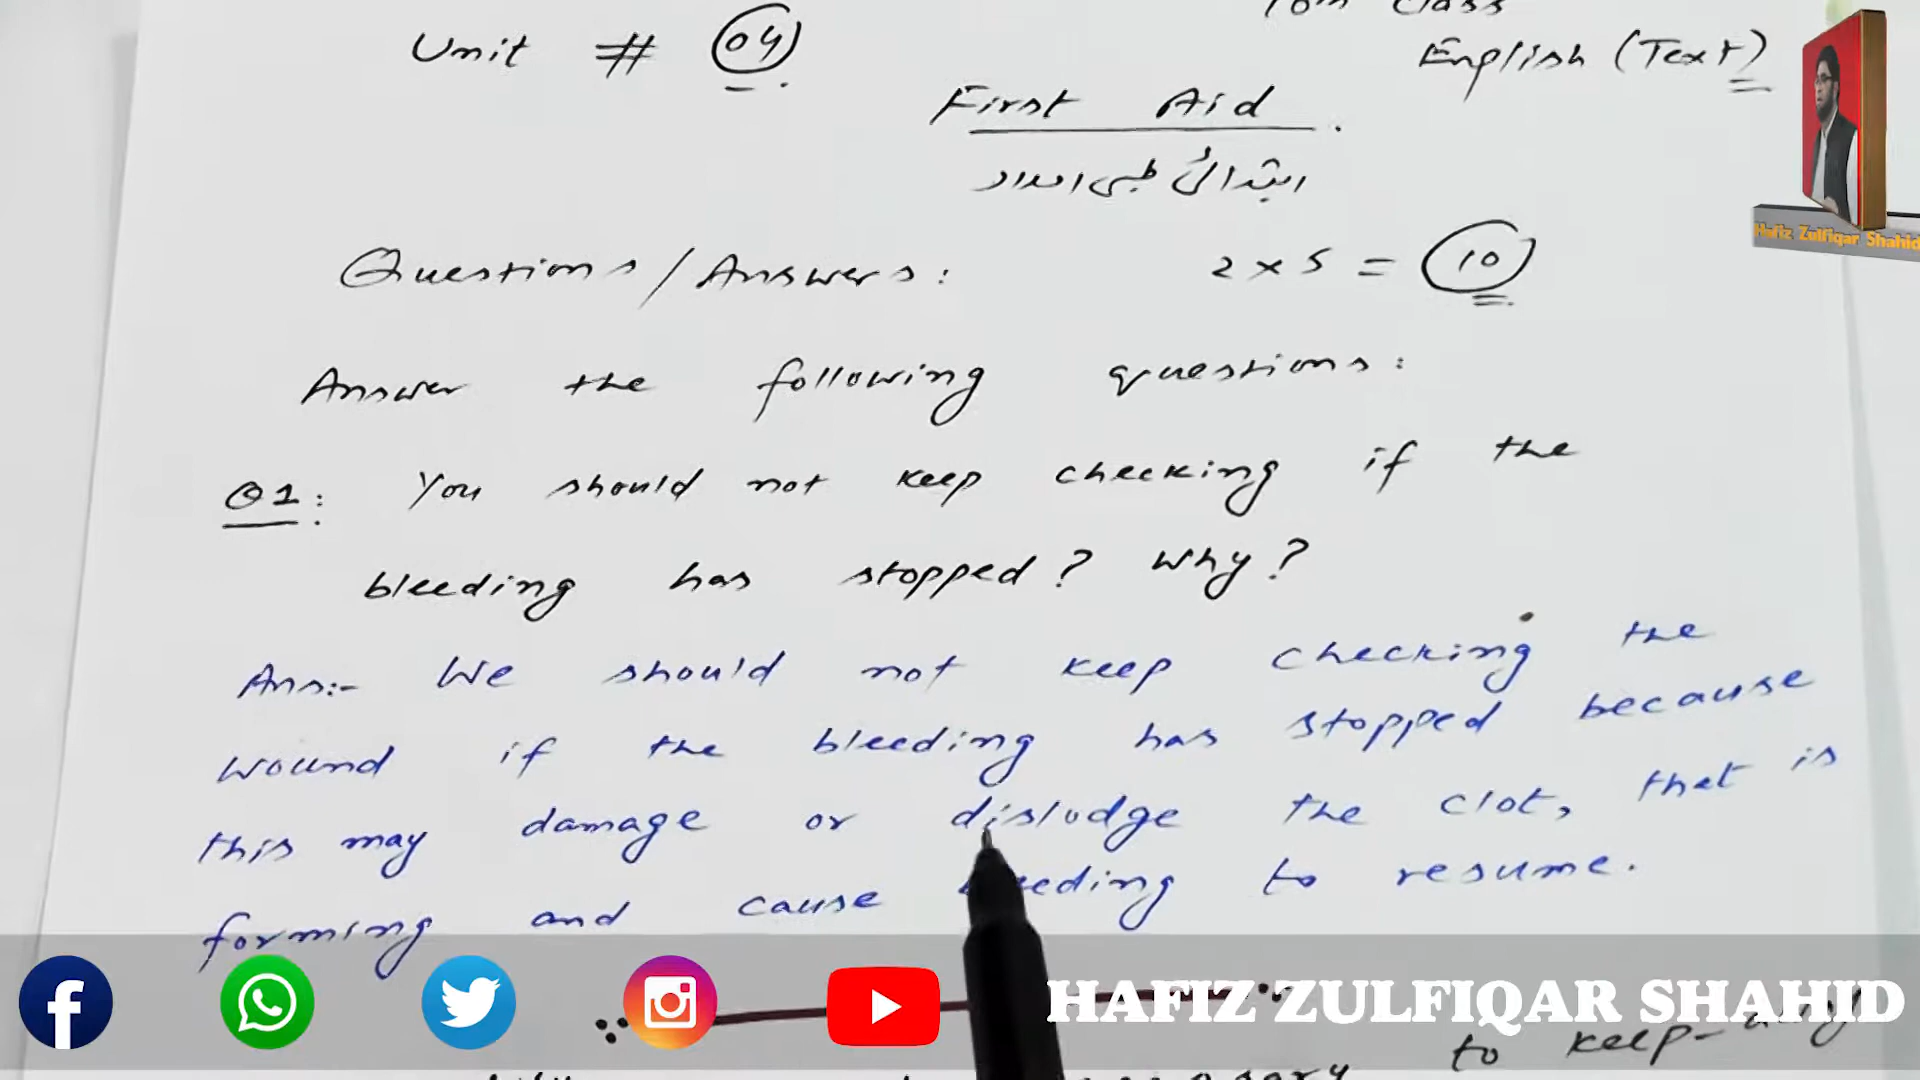 10th Class
Unit # 04
English (Text)
First Aid
ابتدائی طبی امداد
Hafiz Zulfiqar Shahid
Questions/Answers: 2 x 5 = 10
Answer the following questions:
Q1: You should not keep checking if the
bleeding has stopped? Why?
Ans:- We should not keep checking the
wound if the bleeding has stopped because
this may damage or disludge the clot, that is
forming and cause bleeding to resume.
HAFIZ ZULFIQAR SHAHID
to keep